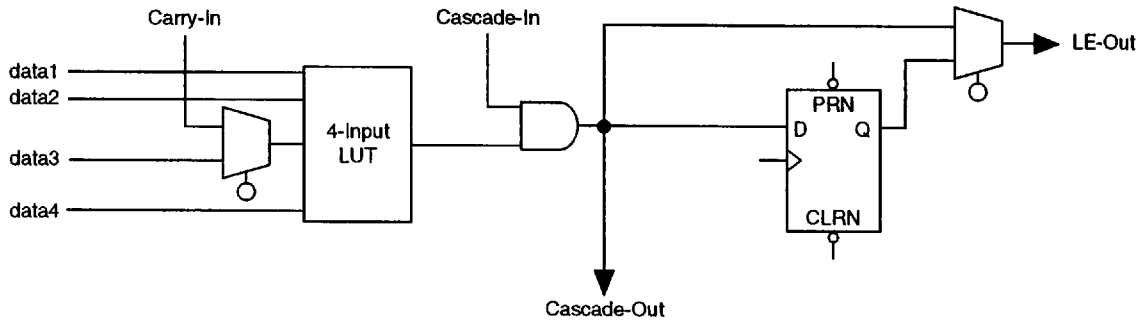 Carry-In
Cascade-In
LE-Out
data1
data2
PRN
4-Input
LUT
D
Q
data3
data4
CLRN
Cascade-Out